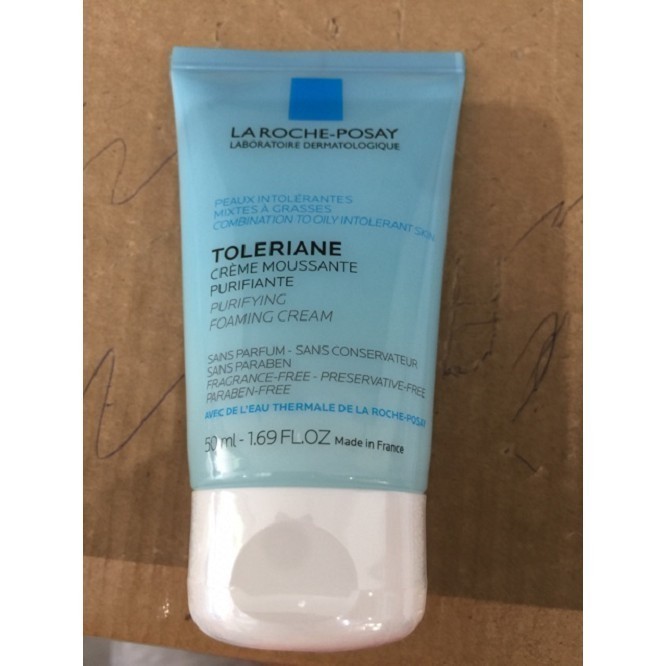 LA ROCHE-POSAY
LABORATOIRE DERMATOLOGIQUE
PEAUX INTOLÉRANTES
MIXTES À GRASSES
COMBINATION TO OILY INTOLERANT SKIN
TOLERIANE
CRÈME MOUSSANTE
PURIFIANTE
PURIFYING
FOAMING CREAM
SANS PARFUM - SANS CONSERVATEUR
SANS PARABEN
FRAGRANCE-FREE - PRESERVATIVE-FREE
PARABEN-FREE
AVEC DE L'EAU THERMALE DE LA ROCHE-POSAY
50 ml - 1.69 FL.OZ Made in France